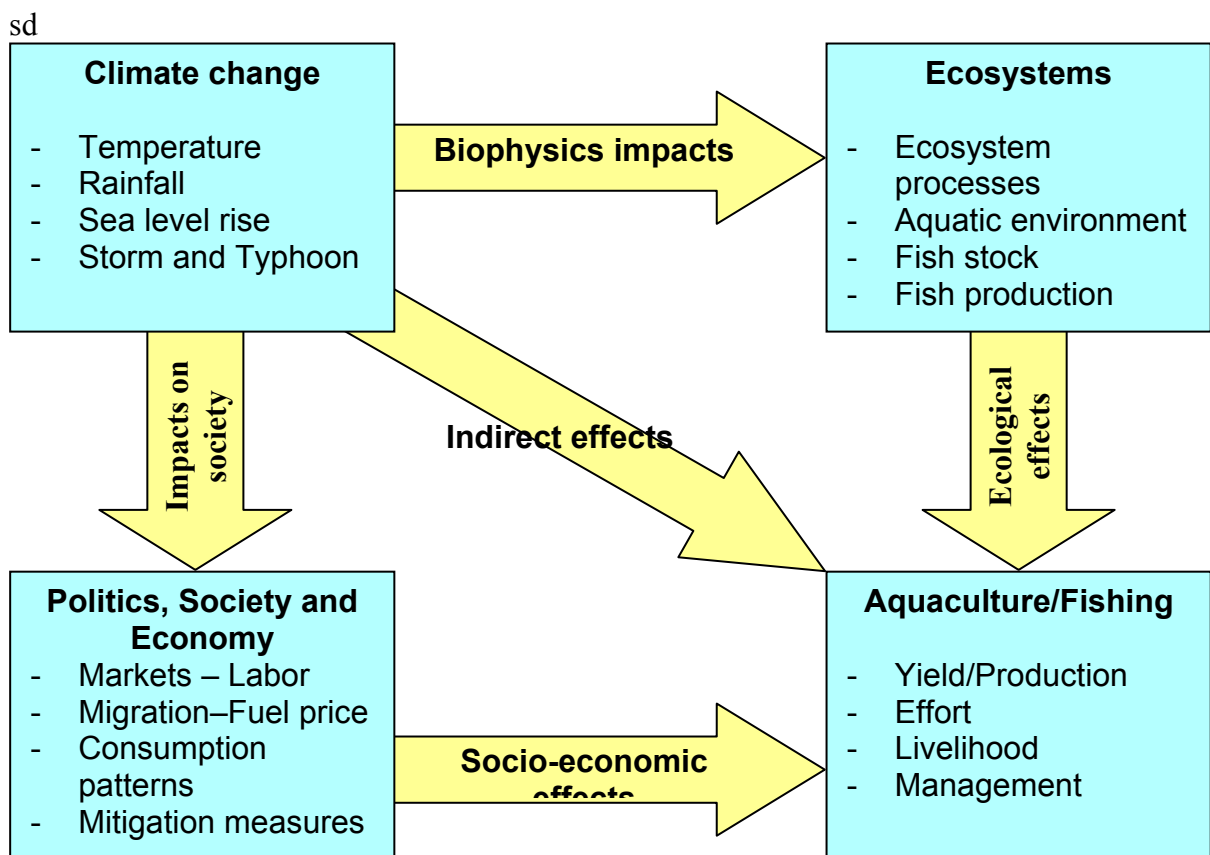 sd
Climate change
- Temperature
- Rainfall
- Sea level rise
- Storm and Typhoon
Biophysics impacts
Ecosystems
- Ecosystem
processes
- Aquatic environment
- Fish stock
- Fish production
Impacts on
society
Indirect effects
Ecological
effects
Politics, Society and
Economy
- Markets – Labor
- Migration–Fuel price
- Consumption
patterns
- Mitigation measures
Socio-economic
effects
Aquaculture/Fishing
- Yield/Production
- Effort
- Livelihood
- Management